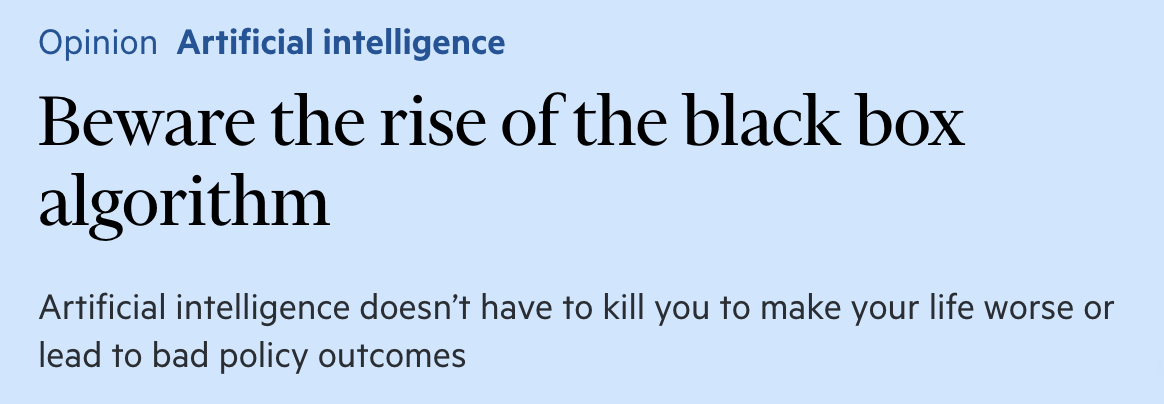 Opinion Artificial intelligence
Beware the rise of the black box
algorithm
Artificial intelligence doesn’t have to kill you to make your life worse or
lead to bad policy outcomes